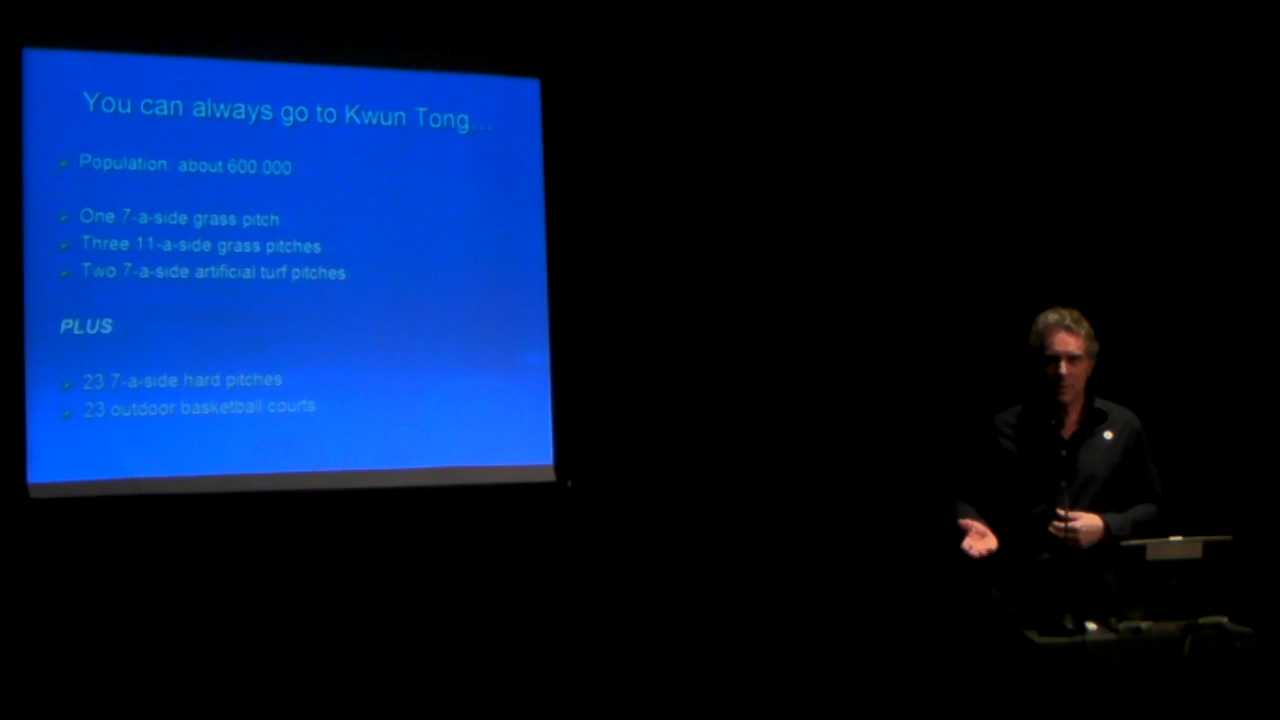 You can always go to Kwun Tong...
Population: about 600.000
One 7-a-side grass pitch
Three 11-a-side grass pitches
Two 7-a-side artificial turf pitches
PLUS
23 7-a-side hard pitches
23 outdoor basketball courts